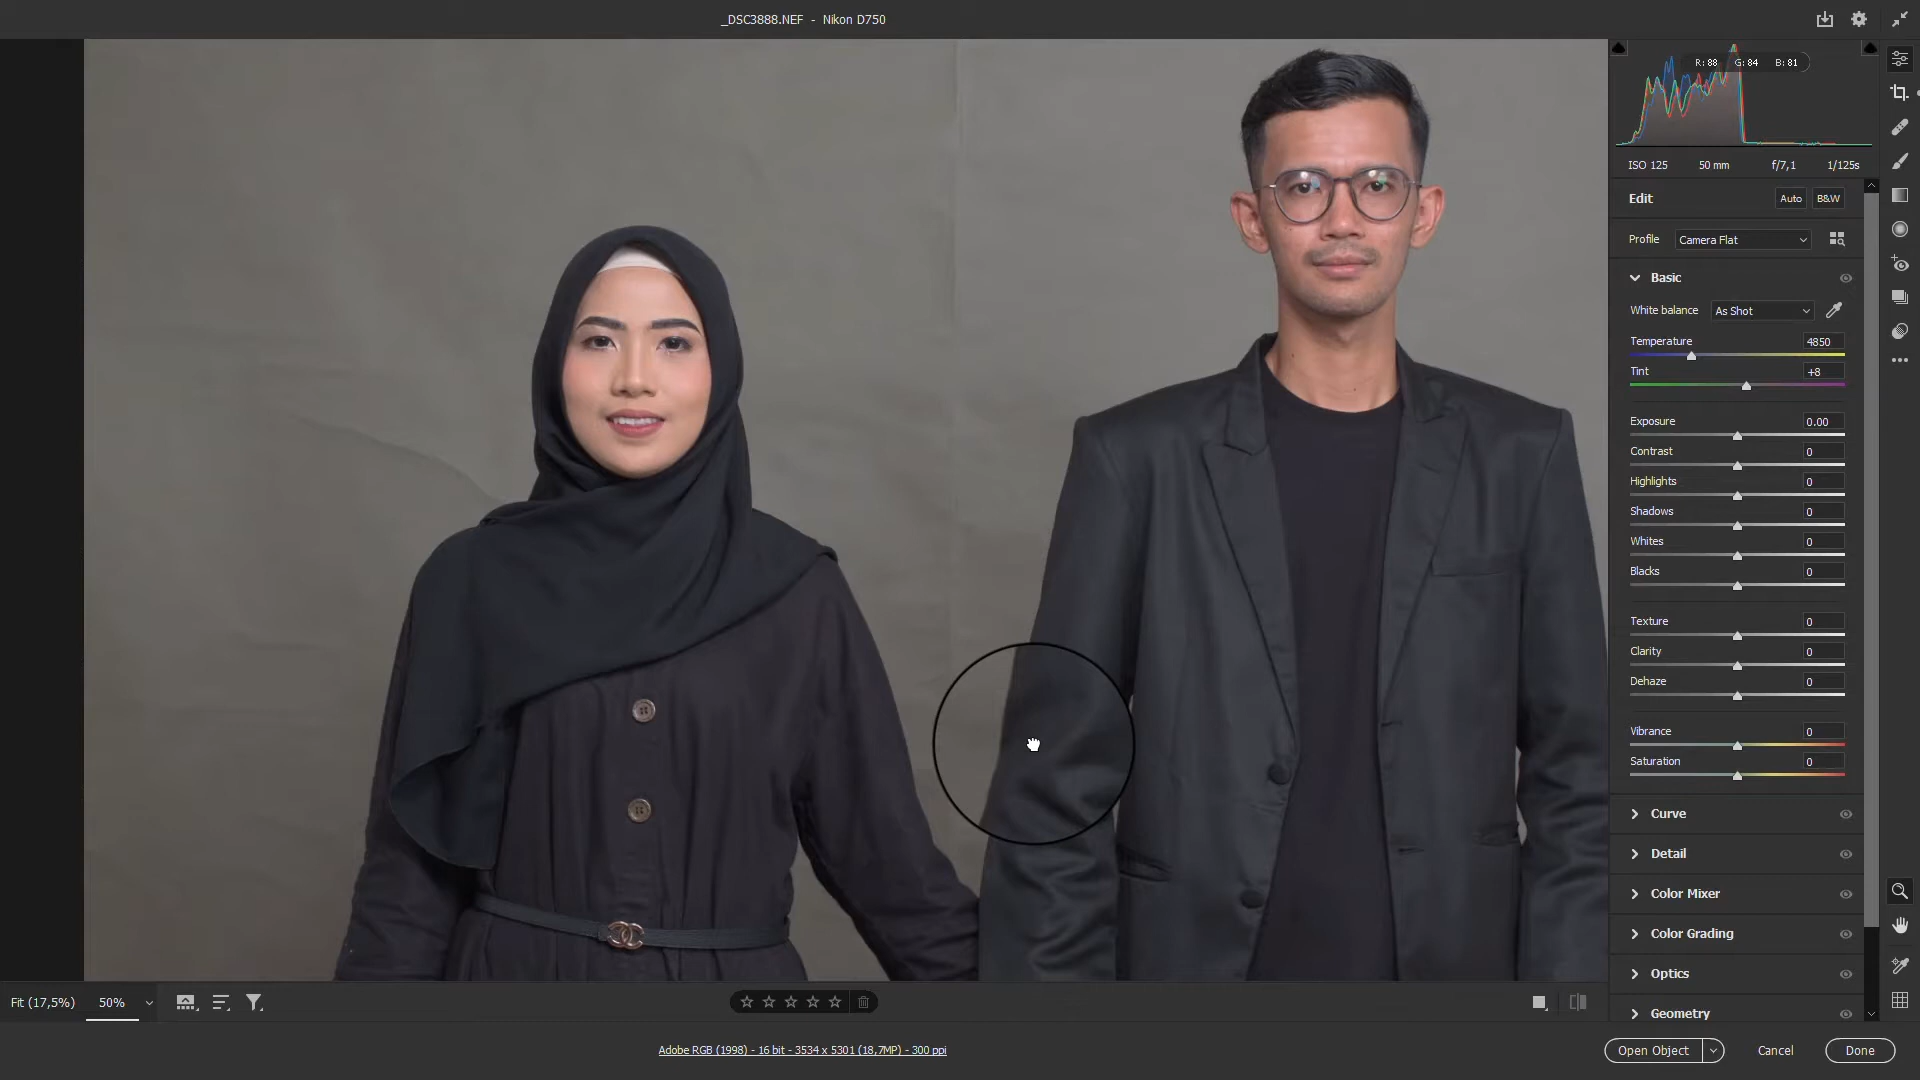 _DSC3888.NEF - Nikon D750
R: 88 G: 84 B: 81
ISO 125 50 mm f/7,1 1/125s
Edit Auto B&W
Profile Camera Flat
Basic
White balance As Shot
Temperature 4850
Tint +8
Exposure 0.00
Contrast 0
Highlights 0
Shadows 0
Whites 0
Blacks 0
Texture 0
Clarity 0
Dehaze 0
Vibrance 0
Saturation 0
Curve
Detail
Color Mixer
Color Grading
Optics
Geometry
Fit (17,5%) 50%
Adobe RGB (1998) - 16 bit - 3534 x 5301 (18,7MP) - 300 ppi
Open Object Cancel Done